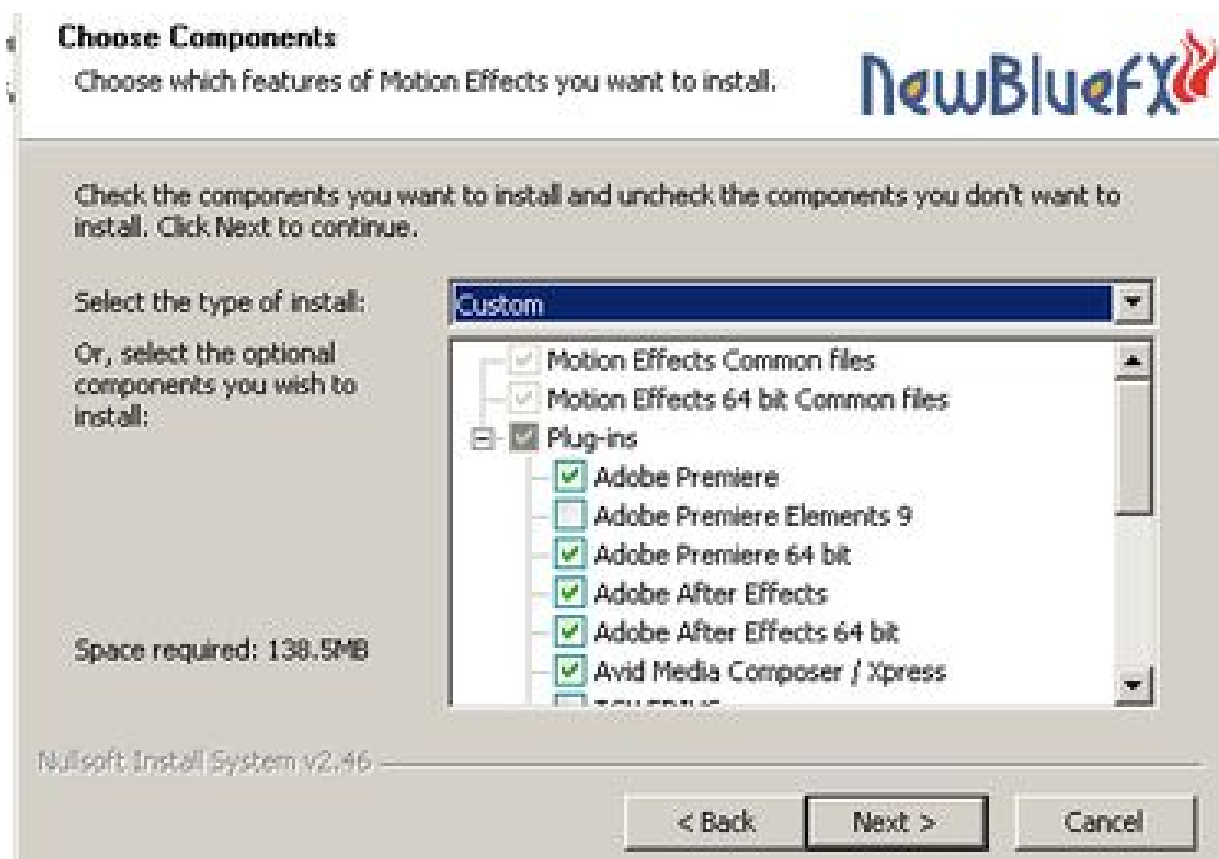 Choose Components
Choose which features of Motion Effects you want to install.
NewBlueFX
Check the components you want to install and uncheck the components you don't want to
install. Click Next to continue.
Select the type of install:
Custom
Or, select the optional
components you wish to
install:
Motion Effects Common files
Motion Effects 64 bit Common files
Plug-ins
Adobe Premiere
Adobe Premiere Elements 9
Adobe Premiere 64 bit
Adobe After Effects
Adobe After Effects 64 bit
Avid Media Composer / Xpress
Space required: 138.5MB
Nullsoft Install System v2.46
< Back
Next >
Cancel